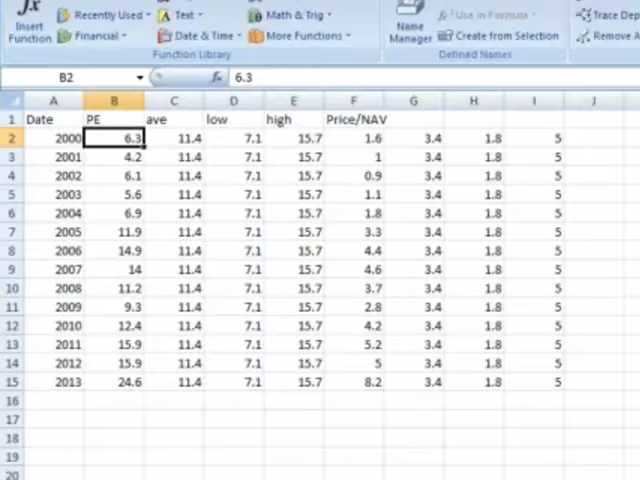 fx
Insert
Function
Recently Used
Financial
Text
Date & Time
Math & Trig
More Functions
Function Library
Name
Manager
Use in Formula
Create from Selection
Defined Names
Trace Dep
Remove A
B2 fx 6.3
A B C D E F G H I J
1 Date PE ave low high Price/NAV
2 2000 6.3 11.4 7.1 15.7 1.6 3.4 1.8 5
3 2001 4.2 11.4 7.1 15.7 1 3.4 1.8 5
4 2002 6.1 11.4 7.1 15.7 0.9 3.4 1.8 5
5 2003 5.6 11.4 7.1 15.7 1.1 3.4 1.8 5
6 2004 6.9 11.4 7.1 15.7 1.8 3.4 1.8 5
7 2005 11.9 11.4 7.1 15.7 3.3 3.4 1.8 5
8 2006 14.9 11.4 7.1 15.7 4.4 3.4 1.8 5
9 2007 14 11.4 7.1 15.7 4.6 3.4 1.8 5
10 2008 11.2 11.4 7.1 15.7 3.7 3.4 1.8 5
11 2009 9.3 11.4 7.1 15.7 2.8 3.4 1.8 5
12 2010 12.4 11.4 7.1 15.7 4.2 3.4 1.8 5
13 2011 15.9 11.4 7.1 15.7 5.2 3.4 1.8 5
14 2012 15.9 11.4 7.1 15.7 5 3.4 1.8 5
15 2013 24.6 11.4 7.1 15.7 8.2 3.4 1.8 5
16
17
18
19
20